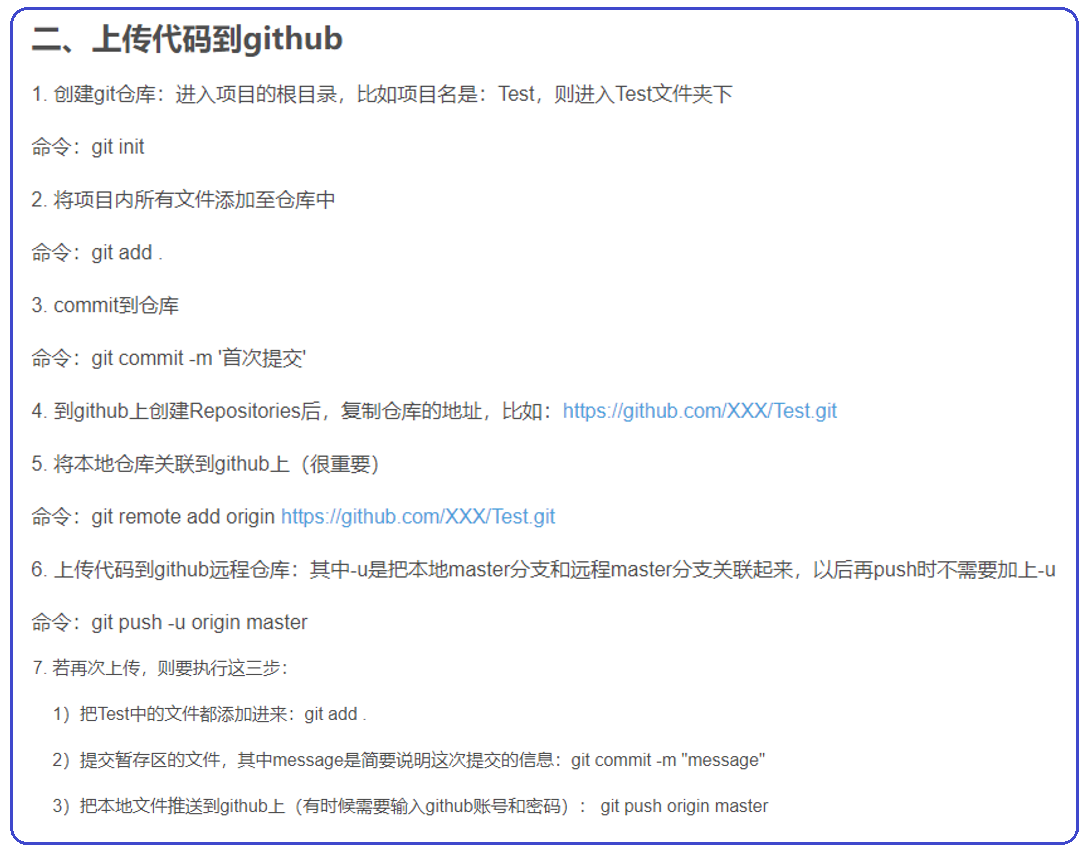 二、上传代码到github
1. 创建git仓库：进入项目的根目录，比如项目名是：Test，则进入Test文件夹下
命令：git init
2. 将项目内所有文件添加至仓库中
命令：git add .
3. commit到仓库
命令：git commit -m '首次提交'
4. 到github上创建Repositories后，复制仓库的地址，比如：https://github.com/XXX/Test.git
5. 将本地仓库关联到github上（很重要）
命令：git remote add origin https://github.com/XXX/Test.git
6. 上传代码到github远程仓库：其中-u是把本地master分支和远程master分支关联起来，以后再push时不需要加上-u
命令：git push -u origin master
7. 若再次上传，则要执行这三步：
1）把Test中的文件都添加进来：git add .
2）提交暂存区的文件，其中message是简要说明这次提交的信息：git commit -m "message"
3）把本地文件推送到github上（有时候需要输入github账号和密码）： git push origin master